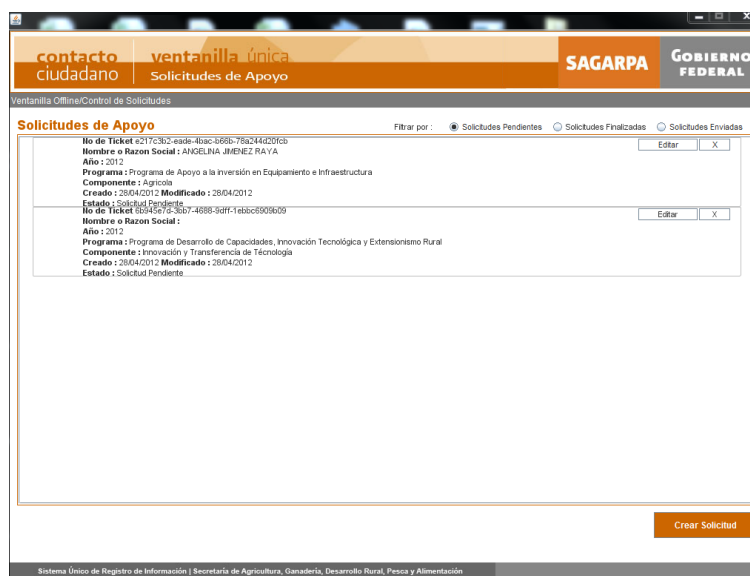 contacto ciudadano
ventanilla única
Solicitudes de Apoyo
SAGARPA
GOBIERNO FEDERAL
Ventanilla Offline/Control de Solicitudes
Solicitudes de Apoyo
Filtrar por : Solicitudes Pendientes Solicitudes Finalizadas Solicitudes Enviadas
No de Ticket e217c3b2-eade-4bac-b66b-78a244d20fcb
Editar X
Nombre o Razon Social : ANGELINA JIMENEZ RAYA
Año : 2012
Programa : Programa de Apoyo a la inversión en Equipamiento e Infraestructura
Componente : Agricola
Creado : 28/04/2012 Modificado : 28/04/2012
Estado : Solicitud Pendiente
No de Ticket 6b945e7d-3bb7-4688-9dff-1ebbc6909b09
Editar X
Nombre o Razon Social :
Año : 2012
Programa : Programa de Desarrollo de Capacidades, Innovación Tecnológica y Extensionismo Rural
Componente : Innovación y Transferencia de Técnología
Creado : 28/04/2012 Modificado : 28/04/2012
Estado : Solicitud Pendiente
Crear Solicitud
Sistema Único de Registro de Información | Secretaría de Agricultura, Ganadería, Desarrollo Rural, Pesca y Alimentación